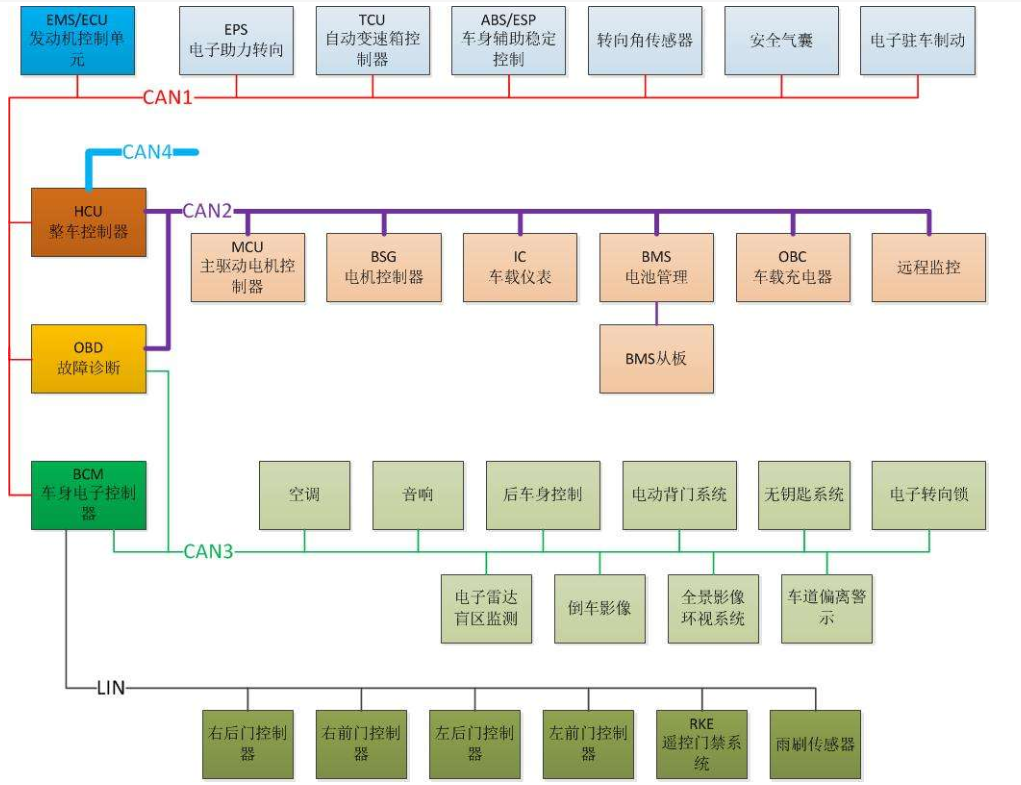 EMS/ECU
发动机控制单
元
EPS
电子助力转向
TCU
自动变速箱控
制器
ABS/ESP
车身辅助稳定
控制
转向角传感器
安全气囊
电子驻车制动
CAN1
CAN4
HCU
整车控制器
CAN2
MCU
主驱动电机控
制器
BSG
电机控制器
IC
车载仪表
BMS
电池管理
OBC
车载充电器
远程监控
OBD
故障诊断
BMS从板
BCM
车身电子控制
器
空调
音响
后车身控制
电动背门系统
无钥匙系统
电子转向锁
CAN3
电子雷达
盲区监测
倒车影像
全景影像
环视系统
车道偏离警
示
LIN
右后门控制
器
右前门控制
器
左后门控制
器
左前门控制
器
RKE
遥控门禁系
统
雨刷传感器